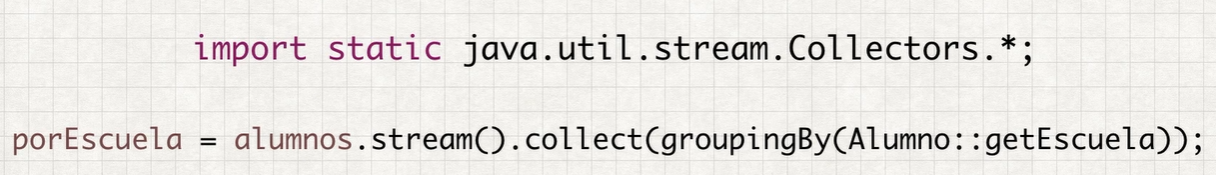 import static java.util.stream.Collectors.*;
porEscuela = alumnos.stream().collect(groupingBy(Alumno::getEscuela));